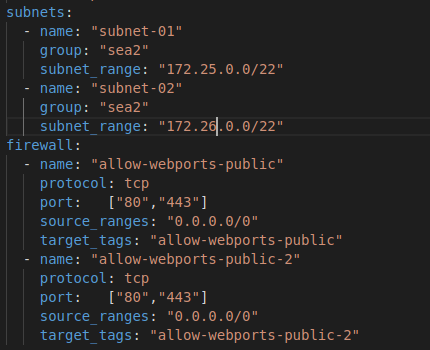 subnets:
  - name: "subnet-01"
    group: "sea2"
    subnet_range: "172.25.0.0/22"
  - name: "subnet-02"
    group: "sea2"
    subnet_range: "172.26.0.0/22"
firewall:
  - name: "allow-webports-public"
    protocol: tcp
    port:   ["80","443"]
    source_ranges: "0.0.0.0/0"
    target_tags: "allow-webports-public"
  - name: "allow-webports-public-2"
    protocol: tcp
    port:   ["80","443"]
    source_ranges: "0.0.0.0/0"
    target_tags: "allow-webports-public-2"